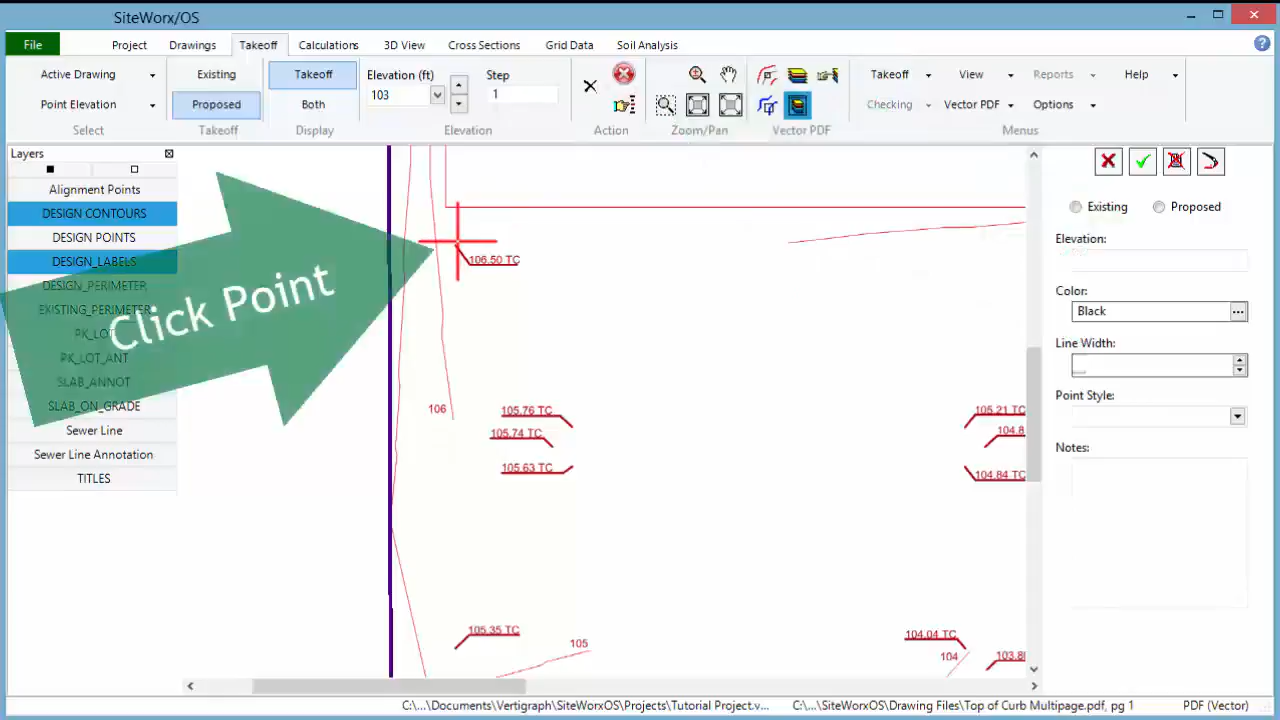 SiteWorx/OS
File Project Drawings Takeoff Calculations 3D View Cross Sections Grid Data Soil Analysis
Active Drawing Existing Takeoff Elevation (ft) Step Takeoff View Reports Help
Point Elevation Proposed Both 103 1 Checking Vector PDF Options
Select Takeoff Display Elevation Action Zoom/Pan Vector PDF Menus
Layers
Alignment Points
DESIGN CONTOURS
DESIGN POINTS
DESIGN_LABELS
DESIGN_PERIMETER
EXISTING_PERIMETER
PK_LOT
PK_LOT_ANT
SLAB_ANNOT
SLAB_ON_GRADE
Sewer Line
Sewer Line Annotation
TITLES
Click Point
106.50 TC
106
105.76 TC
105.74 TC
105.63 TC
105.21 TC
104.8
104.84 TC
105.35 TC
105
104.04 TC
104
103.8
Existing Proposed
Elevation:
Color:
Black
Line Width:
Point Style:
Notes:
C:\...\Documents\Vertigraph\SiteWorxOS\Projects\Tutorial Project.v... C:\...\SiteWorxOS\Drawing Files\Top of Curb Multipage.pdf, pg 1 PDF (Vector)